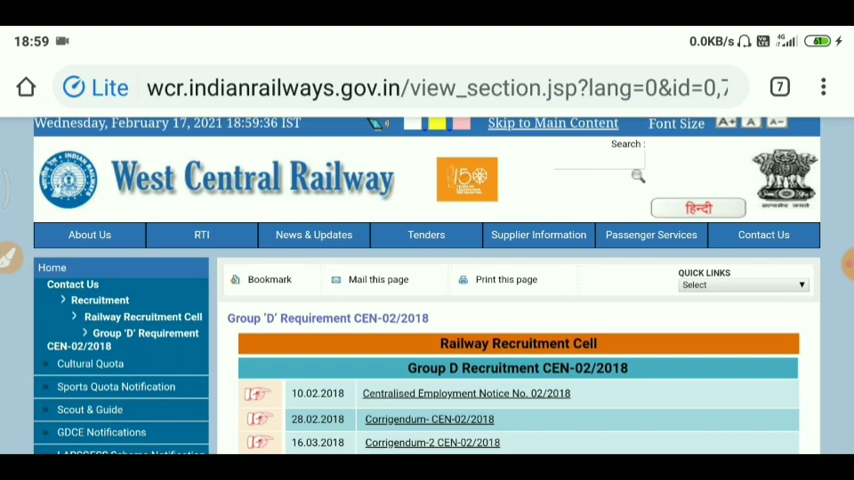 18:59
0.0KB/s 4G 61
Lite wcr.indianrailways.gov.in/view_section.jsp?lang=0&id=0,7
7
Wednesday, February 17, 2021 18:59:36 IST
Skip to Main Content Font Size A+ A A-
West Central Railway
150
Search :
हिन्दी
About Us RTI News & Updates Tenders Supplier Information Passenger Services Contact Us
Home
Contact Us
Recruitment
Railway Recruitment Cell
Group 'D' Requirement
CEN-02/2018
Cultural Quota
Sports Quota Notification
Scout & Guide
GDCE Notifications
Bookmark Mail this page Print this page
QUICK LINKS
Select
Group 'D' Requirement CEN-02/2018
Railway Recruitment Cell
Group D Recruitment CEN-02/2018
10.02.2018 Centralised Employment Notice No. 02/2018
28.02.2018 Corrigendum- CEN-02/2018
16.03.2018 Corrigendum-2 CEN-02/2018